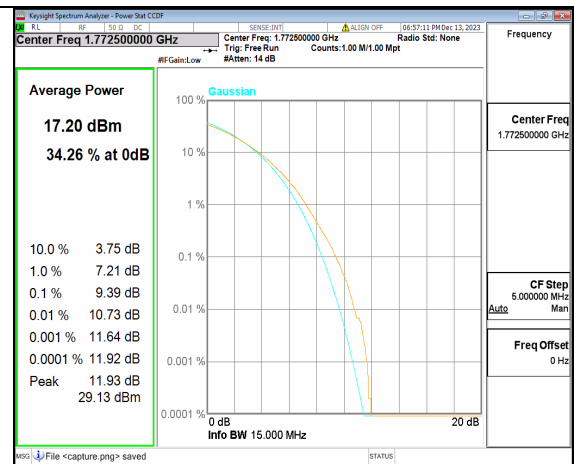 Keysight Spectrum Analyzer - Power Stat CCDF
RL RF 50 Ω DC SENSE:INT ALIGN OFF 06:57:11 PM Dec 13, 2023
Center Freq 1.772500000 GHz
Center Freq: 1.772500000 GHz Radio Std: None
Trig: Free Run Counts:1.00 M/1.00 Mpt
#IFGain:Low #Atten: 14 dB
Frequency
Average Power
17.20 dBm
34.26 % at 0dB
10.0 % 3.75 dB
1.0 % 7.21 dB
0.1 % 9.39 dB
0.01 % 10.73 dB
0.001 % 11.64 dB
0.0001 % 11.92 dB
Peak 11.93 dB
29.13 dBm
Gaussian
100 %
10 %
1 %
0.1 %
0.01 %
0.001 %
0.0001 %
0 dB 20 dB
Info BW 15.000 MHz
Center Freq
1.772500000 GHz
CF Step
5.000000 MHz
Auto Man
Freq Offset
0 Hz
MSG File <capture.png> saved STATUS